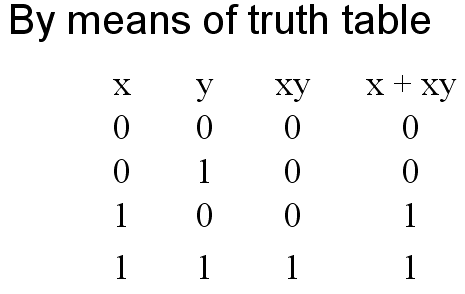 By means of truth table
x y xy x + xy
0 0 0 0
0 1 0 0
1 0 0 1
1 1 1 1